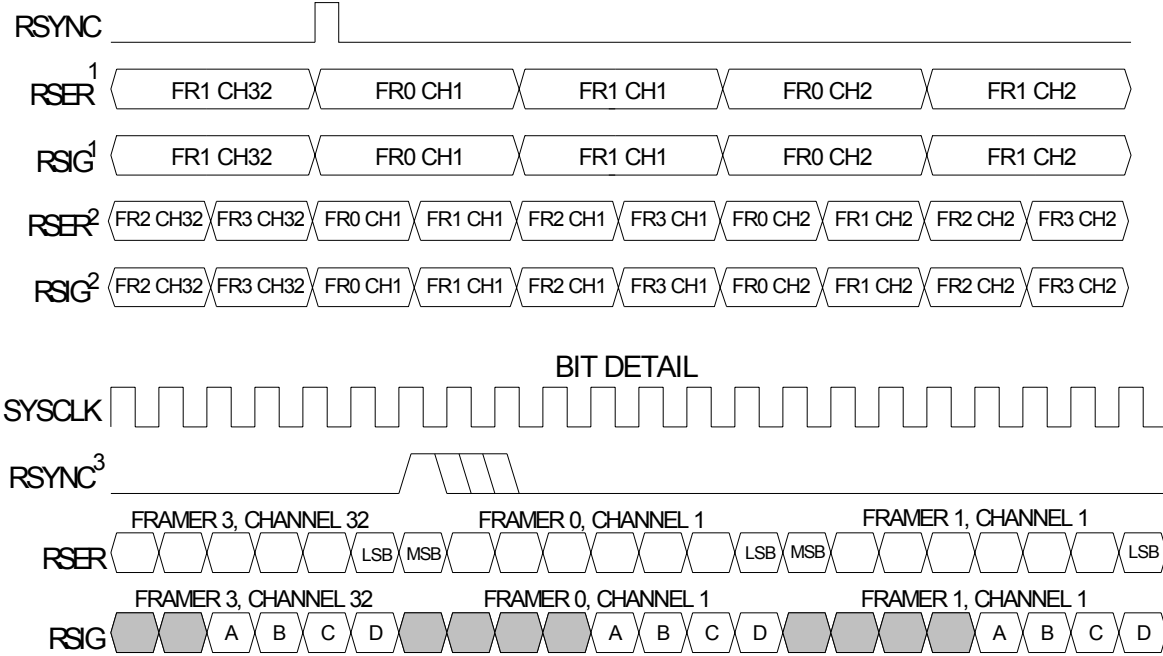 RSYNC
RSER¹ FR1 CH32 FR0 CH1 FR1 CH1 FR0 CH2 FR1 CH2
RSIG¹ FR1 CH32 FR0 CH1 FR1 CH1 FR0 CH2 FR1 CH2
RSER² FR2 CH32 FR3 CH32 FR0 CH1 FR1 CH1 FR2 CH1 FR3 CH1 FR0 CH2 FR1 CH2 FR2 CH2 FR3 CH2
RSIG² FR2 CH32 FR3 CH32 FR0 CH1 FR1 CH1 FR2 CH1 FR3 CH1 FR0 CH2 FR1 CH2 FR2 CH2 FR3 CH2
BIT DETAIL
SYSCLK
RSYNC³
FRAMER 3, CHANNEL 32 FRAMER 0, CHANNEL 1 FRAMER 1, CHANNEL 1
RSER LSB MSB LSB MSB LSB
FRAMER 3, CHANNEL 32 FRAMER 0, CHANNEL 1 FRAMER 1, CHANNEL 1
RSIG A B C D A B C D A B C D